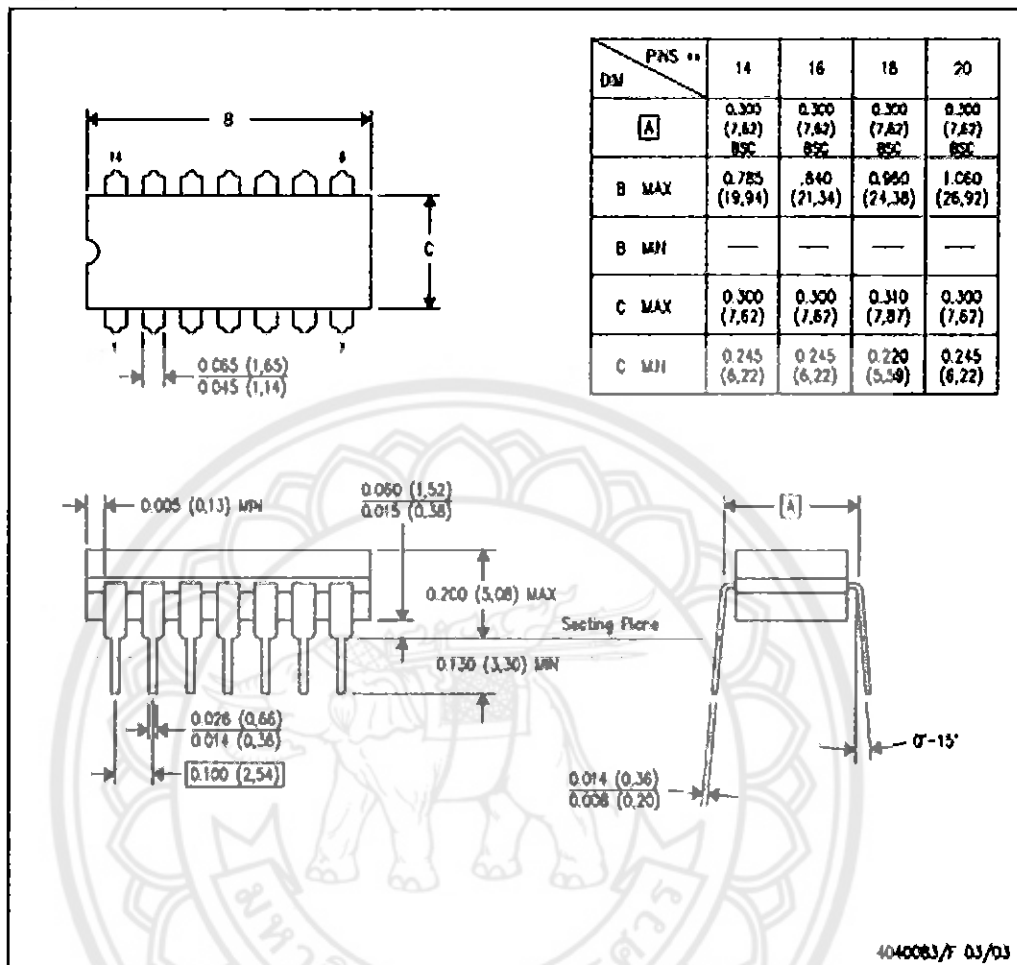 PINS **
14
16
18
20
DIM
A
0.300
(7,62)
BSC
0.300
(7,62)
BSC
0.300
(7,62)
BSC
0.300
(7,62)
BSC
B MAX
0.785
(19,94)
.840
(21,34)
0.960
(24,38)
1.060
(26,92)
B MIN
—
—
—
—
C MAX
0.300
(7,62)
0.300
(7,62)
0.310
(7,87)
0.300
(7,62)
C MIN
0.245
(6,22)
0.245
(6,22)
0.220
(5,59)
0.245
(6,22)
B
14
8
C
1
7
0.065 (1,65)
0.045 (1,14)
0.005 (0,13) MIN
0.060 (1,52)
0.015 (0,38)
A
0.200 (5,08) MAX
Seating Plane
0.130 (3,30) MIN
0.026 (0,66)
0.014 (0,36)
0.100 (2,54)
0°-15°
0.014 (0,36)
0.008 (0,20)
4040083/F 03/03